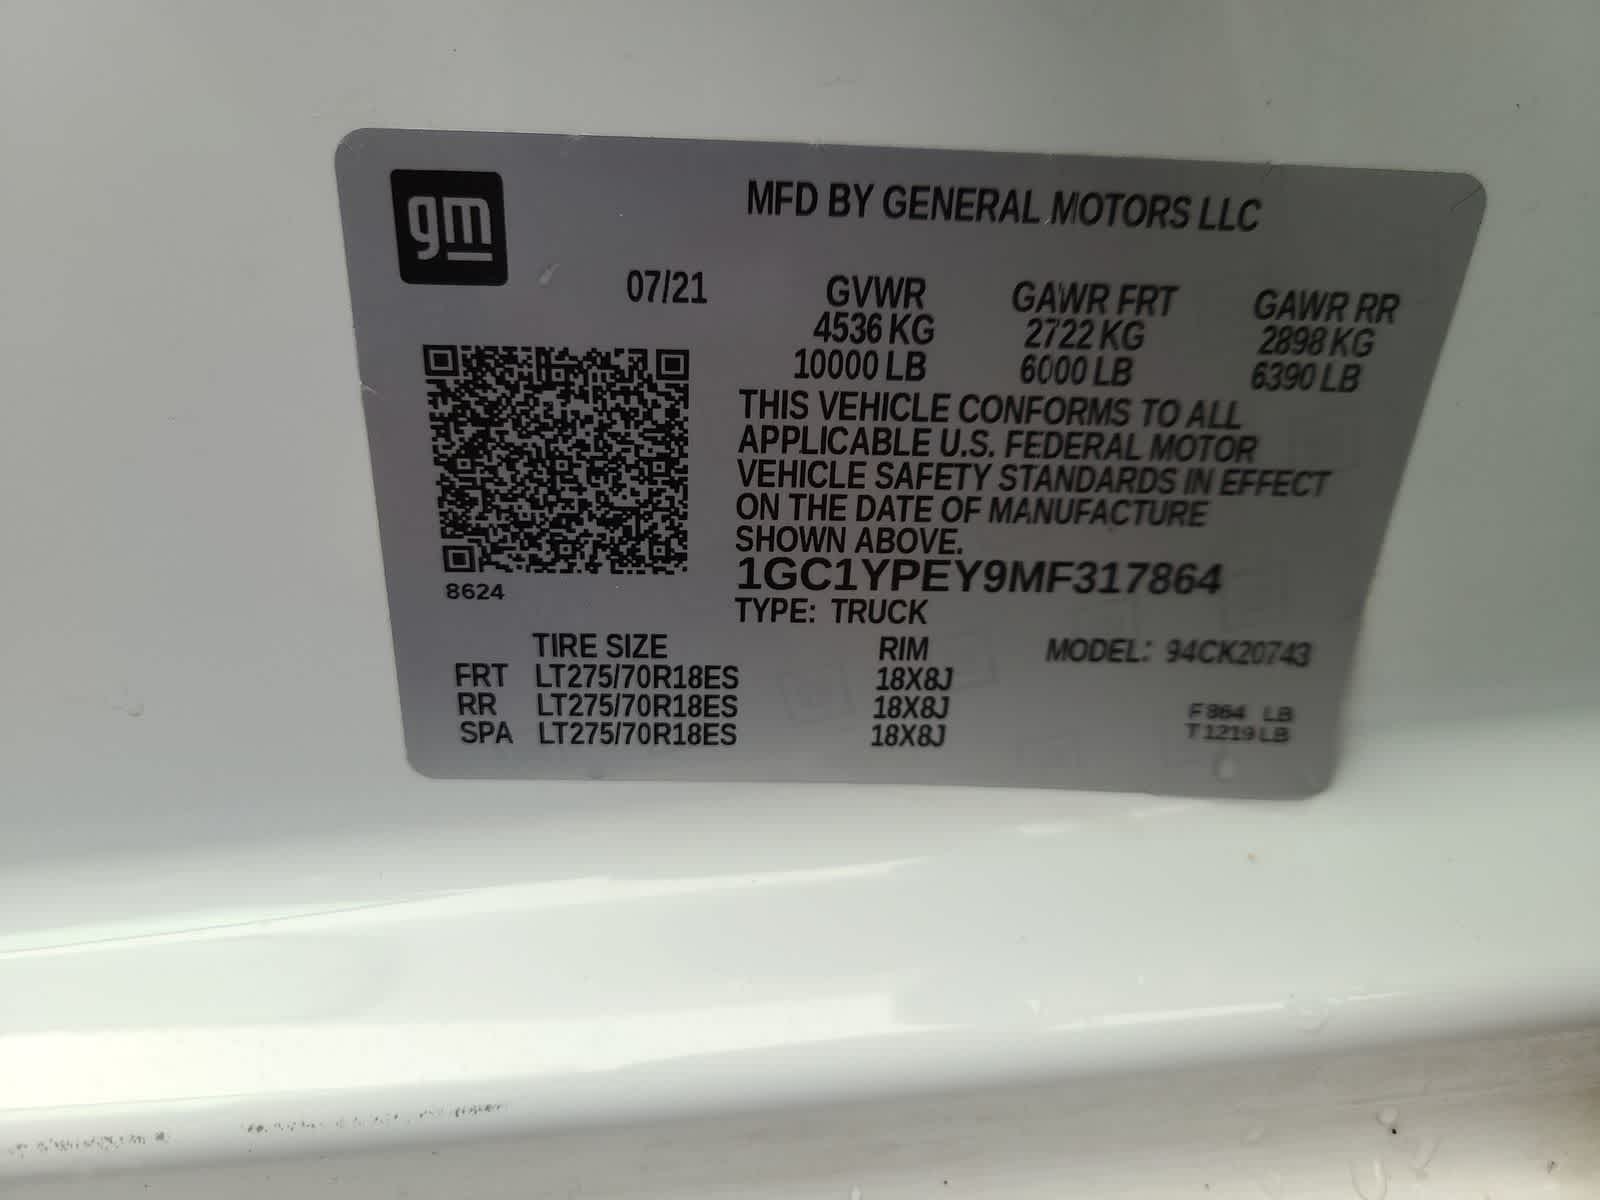 gm
MFD BY GENERAL MOTORS LLC
07/21
GVWR GAWR FRT GAWR RR
4536 KG 2722 KG 2898 KG
10000 LB 6000 LB 6390 LB
THIS VEHICLE CONFORMS TO ALL
APPLICABLE U.S. FEDERAL MOTOR
VEHICLE SAFETY STANDARDS IN EFFECT
ON THE DATE OF MANUFACTURE
SHOWN ABOVE.
1GC1YPEY9MF317864
8624
TYPE: TRUCK
TIRE SIZE RIM MODEL: 94CK20743
FRT LT275/70R18ES 18X8J
RR LT275/70R18ES 18X8J
SPA LT275/70R18ES 18X8J
F 864 LB
T 1219 LB